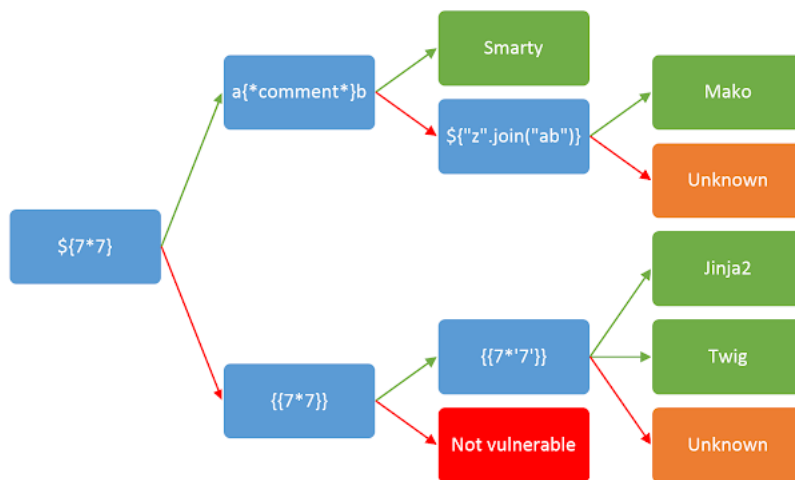 Smarty
a{*comment*}b
Mako
${"z".join("ab")}
Unknown
${7*7}
Jinja2
{{7*'7'}}
Twig
{{7*7}}
Not vulnerable
Unknown